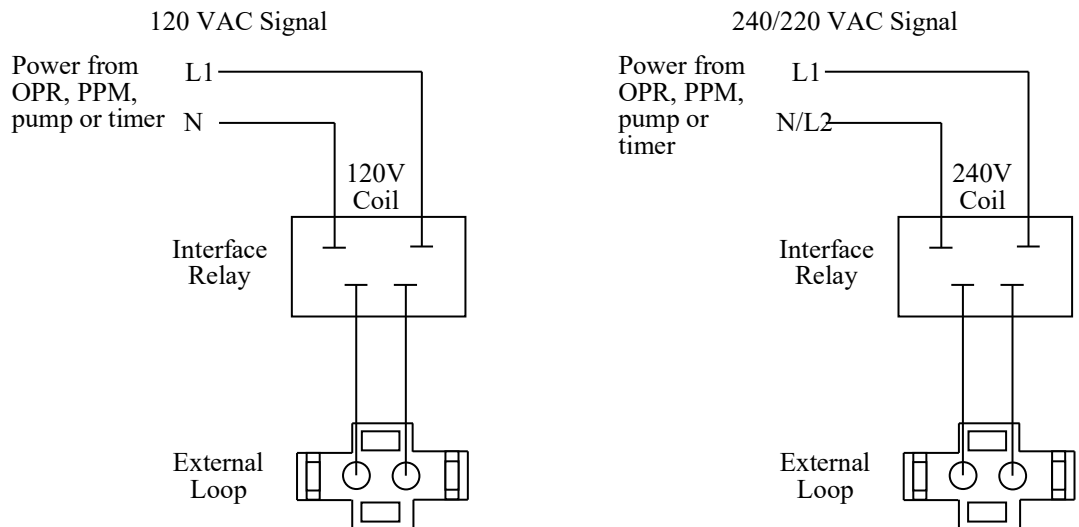 120 VAC Signal
Power from
OPR, PPM,
pump or timer
L1
N
120V
Coil
Interface
Relay
External
Loop
240/220 VAC Signal
Power from
OPR, PPM,
pump or
timer
L1
N/L2
240V
Coil
Interface
Relay
External
Loop